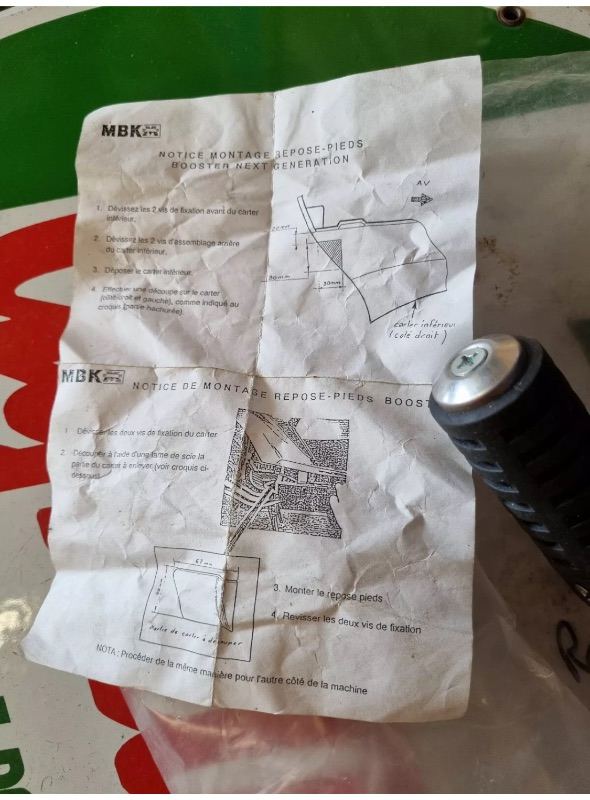 MBK
NOTICE MONTAGE REPOSE-PIEDS
BOOSTER NEXT GENERATION
1. Dévissez les 2 vis de fixation avant du carter
inférieur.
2. Dévissez les 2 vis d'assemblage arrière
du carter inférieur.
3. Déposer le carter inférieur.
4. Effectuer une découpe sur le carter
(côté droit et gauche), comme indiqué au
croquis (partie hachurée).
AV
30mm
carter inférieur
(coté droit)
MBK
NOTICE DE MONTAGE REPOSE-PIEDS BOOST
1 Dévisser les deux vis de fixation du carter
2 Découper à l'aide d'une lame de scie la
partie du carter à enlever (voir croquis ci-
dessous)
67 mm
Partie de carter à découper
3. Monter le repose pieds
4. Revisser les deux vis de fixation
NOTA : Procéder de la même manière pour l'autre côté de la machine